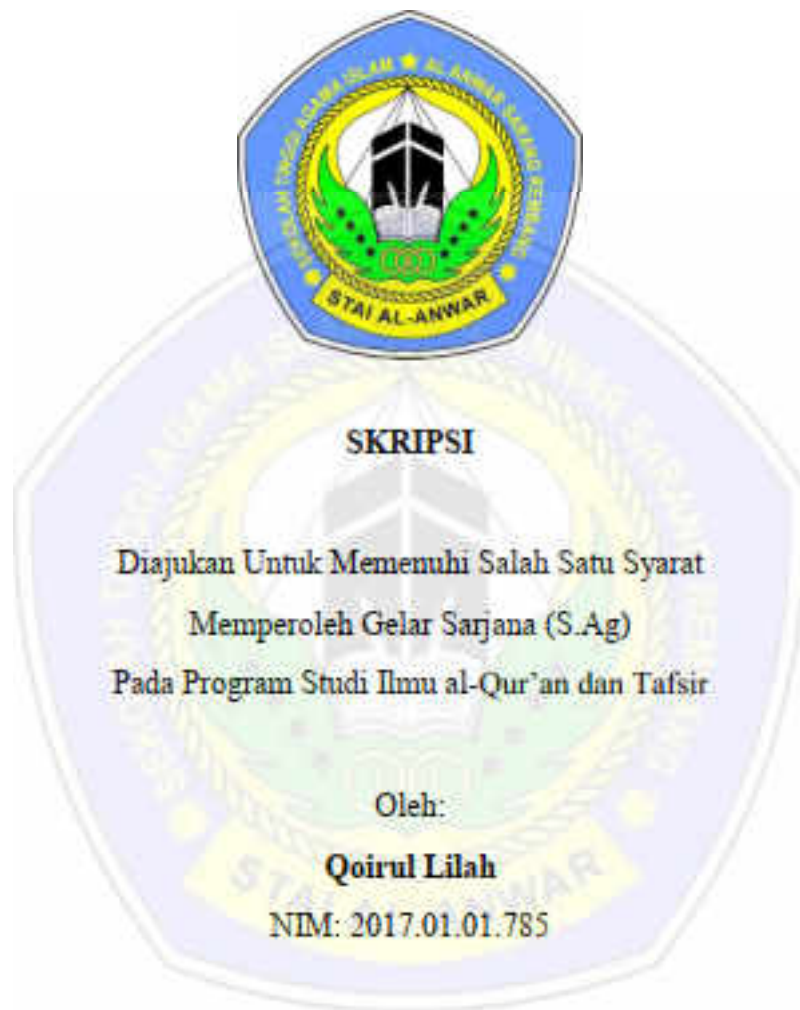 SEKOLAH TINGGI AGAMA ISLAM ★ AL ANWAR SARANG REMBANG
STAI AL-ANWAR
SKRIPSI
Diajukan Untuk Memenuhi Salah Satu Syarat
Memperoleh Gelar Sarjana (S.Ag)
Pada Program Studi Ilmu al-Qur'an dan Tafsir
Oleh:
Qoirul Lilah
NIM: 2017.01.01.785